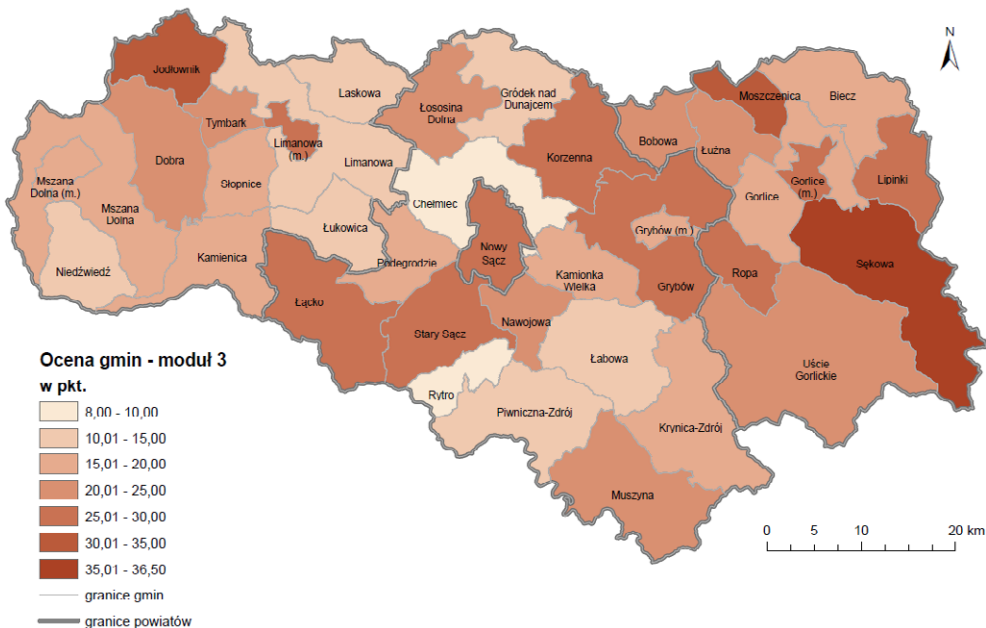 N
Jodłownik
Laskowa
Gródek nad
Dunajcem
Moszczenica
Biecz
Łososina
Dolna
Tymbark
Limanowa
(m.)
Bobowa
Łużna
Dobra
Limanowa
Korzenna
Gorlice
(m.)
Lipinki
Mszana
Dolna (m.)
Słopnice
Gorlice
Mszana
Dolna
Chełmiec
Łukowica
Grybów (m.)
Nowy
Sącz
Niedźwiedź
Kamienica
Podegrodzie
Kamionka
Wielka
Grybów
Ropa
Sękowa
Łącko
Stary Sącz
Nawojowa
Łabowa
Uście
Gorlickie
Rytro
Piwniczna-Zdrój
Krynica-Zdrój
Muszyna
Ocena gmin - moduł 3
w pkt.
8,00 - 10,00
10,01 - 15,00
15,01 - 20,00
20,01 - 25,00
25,01 - 30,00
30,01 - 35,00
35,01 - 36,50
granice gmin
granice powiatów
0 5 10 20 km